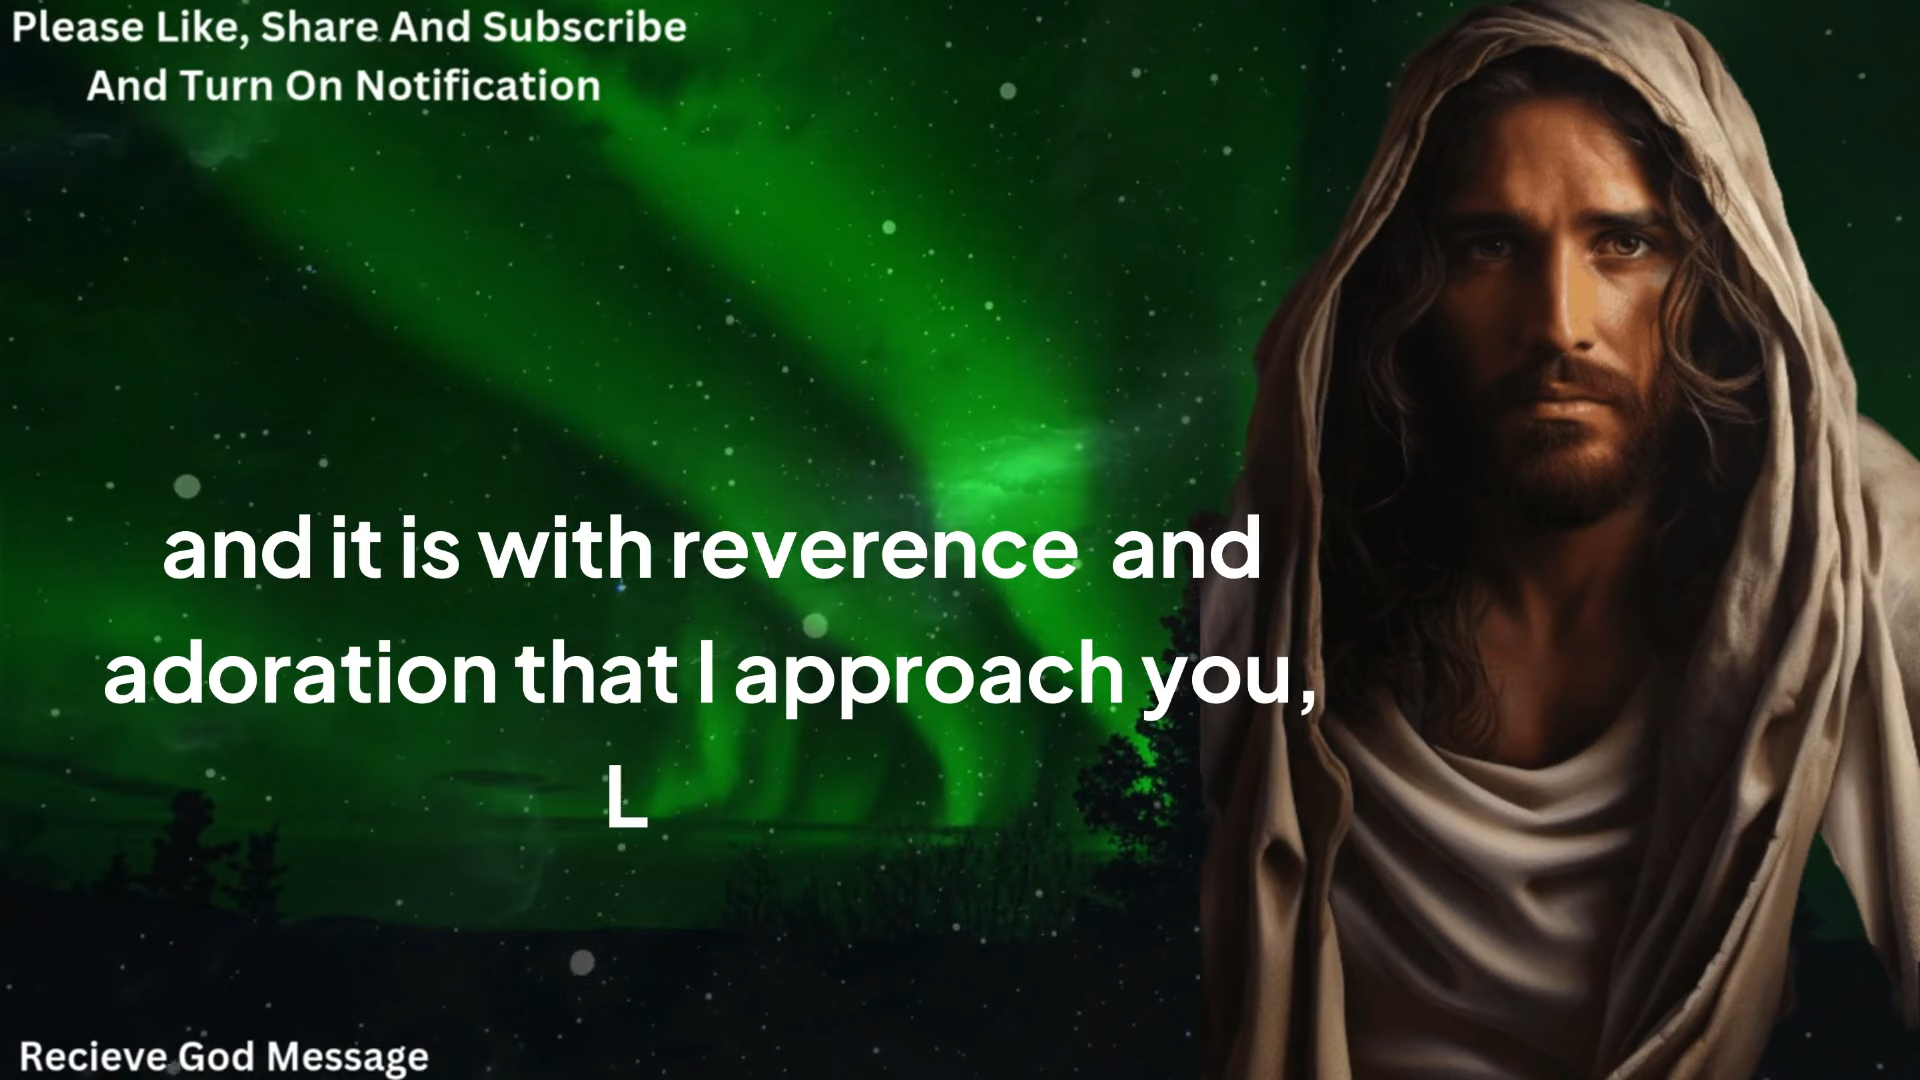 Please Like, Share And Subscribe
And Turn On Notification
and it is with reverence and
adoration that I approach you,
L
Recieve God Message